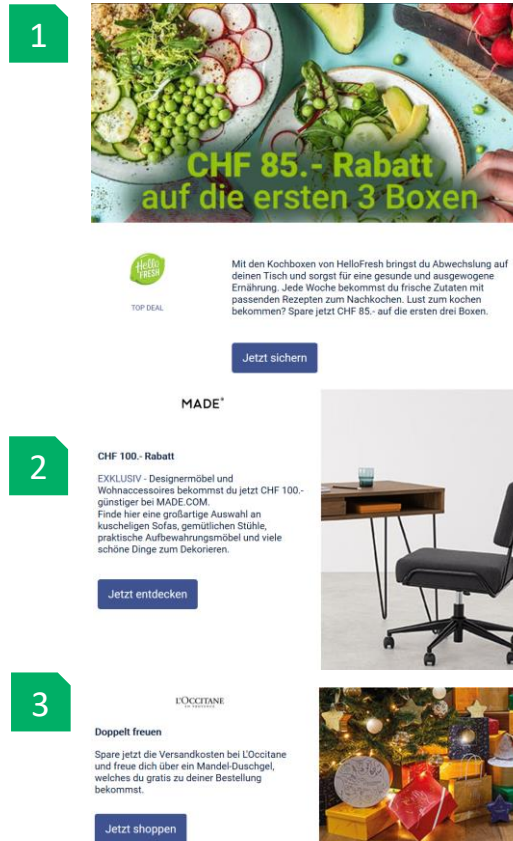 1
CHF 85.- Rabatt
auf die ersten 3 Boxen
Hello
FRESH
TOP DEAL
Mit den Kochboxen von HelloFresh bringst du Abwechslung auf
deinen Tisch und sorgst für eine gesunde und ausgewogene
Ernährung. Jede Woche bekommst du frische Zutaten mit
passenden Rezepten zum Nachkochen. Lust zum kochen
bekommen? Spare jetzt CHF 85.- auf die ersten drei Boxen.
Jetzt sichern
MADE
2
CHF 100.- Rabatt
EXKLUSIV - Designermöbel und
Wohnaccessoires bekommst du jetzt CHF 100.-
günstiger bei MADE.COM.
Finde hier eine großartige Auswahl an
kuscheligen Sofas, gemütlichen Stühle,
praktische Aufbewahrungsmöbel und viele
schöne Dinge zum Dekorieren.
Jetzt entdecken
3
L'OCCITANE
EN PROVENCE
Doppelt freuen
Spare jetzt die Versandkosten bei L'Occitane
und freue dich über ein Mandel-Duschgel,
welches du gratis zu deiner Bestellung
bekommst.
Jetzt shoppen